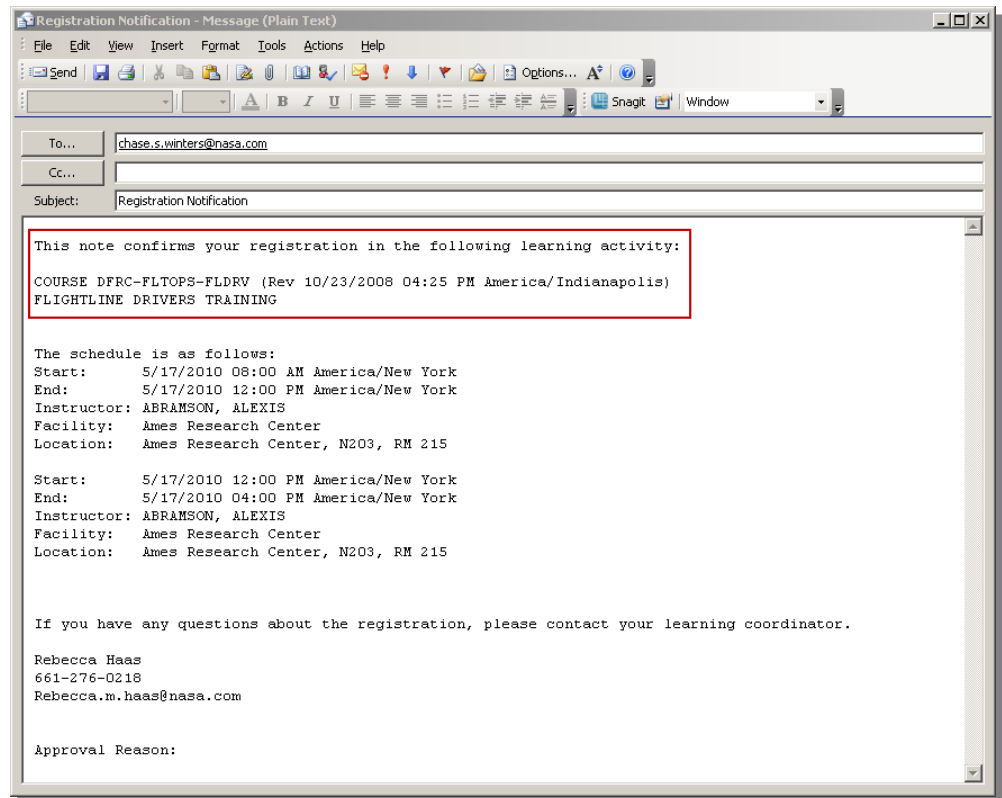 Registration Notification - Message (Plain Text)
File Edit View Insert Format Tools Actions Help
Send Options...
A B I U Snagit Window
To... chase.s.winters@nasa.com
Cc...
Subject: Registration Notification
This note confirms your registration in the following learning activity:
COURSE DFRC-FLTOPS-FLDRV (Rev 10/23/2008 04:25 PM America/Indianapolis)
FLIGHTLINE DRIVERS TRAINING
The schedule is as follows:
Start: 5/17/2010 08:00 AM America/New York
End: 5/17/2010 12:00 PM America/New York
Instructor: ABRAMSON, ALEXIS
Facility: Ames Research Center
Location: Ames Research Center, N203, RM 215
Start: 5/17/2010 12:00 PM America/New York
End: 5/17/2010 04:00 PM America/New York
Instructor: ABRAMSON, ALEXIS
Facility: Ames Research Center
Location: Ames Research Center, N203, RM 215
If you have any questions about the registration, please contact your learning coordinator.
Rebecca Haas
661-276-0218
Rebecca.m.haas@nasa.com
Approval Reason: